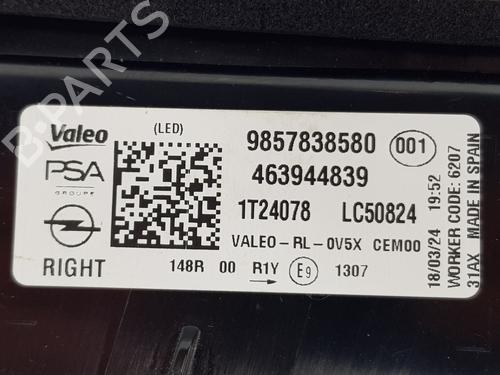 Valeo
(LED)
9857838580 001
PSA
GROUPE
463944839
1T24078 LC50824
VALEO-RL-0V5X CEM00
RIGHT
148R 00 R1Y E9 1307
18/03/24 19:52
WORKER CODE: 6207
31AX MADE IN SPAIN
B-PARTS